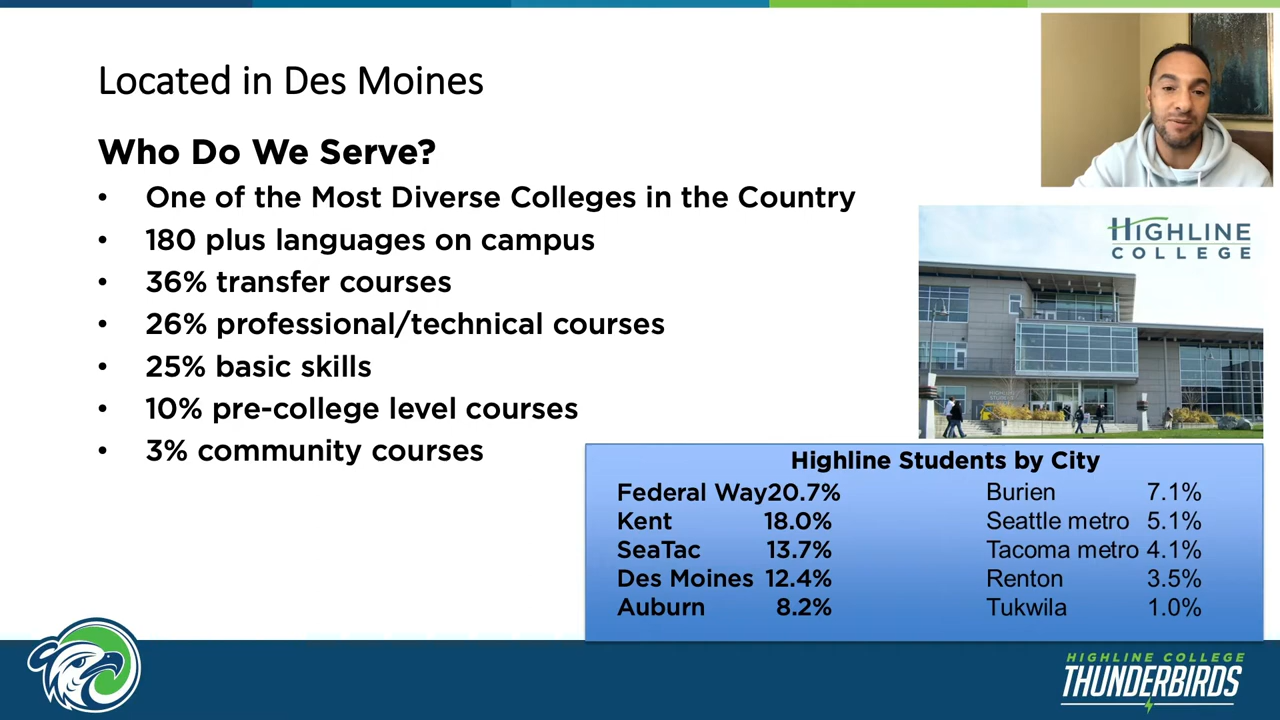 Located in Des Moines
Who Do We Serve?
• One of the Most Diverse Colleges in the Country
• 180 plus languages on campus
• 36% transfer courses
• 26% professional/technical courses
• 25% basic skills
• 10% pre-college level courses
• 3% community courses
HIGHLINE
COLLEGE
Highline Students by City
Federal Way 20.7%
Kent 18.0%
SeaTac 13.7%
Des Moines 12.4%
Auburn 8.2%
Burien 7.1%
Seattle metro 5.1%
Tacoma metro 4.1%
Renton 3.5%
Tukwila 1.0%
HIGHLINE COLLEGE
THUNDERBIRDS